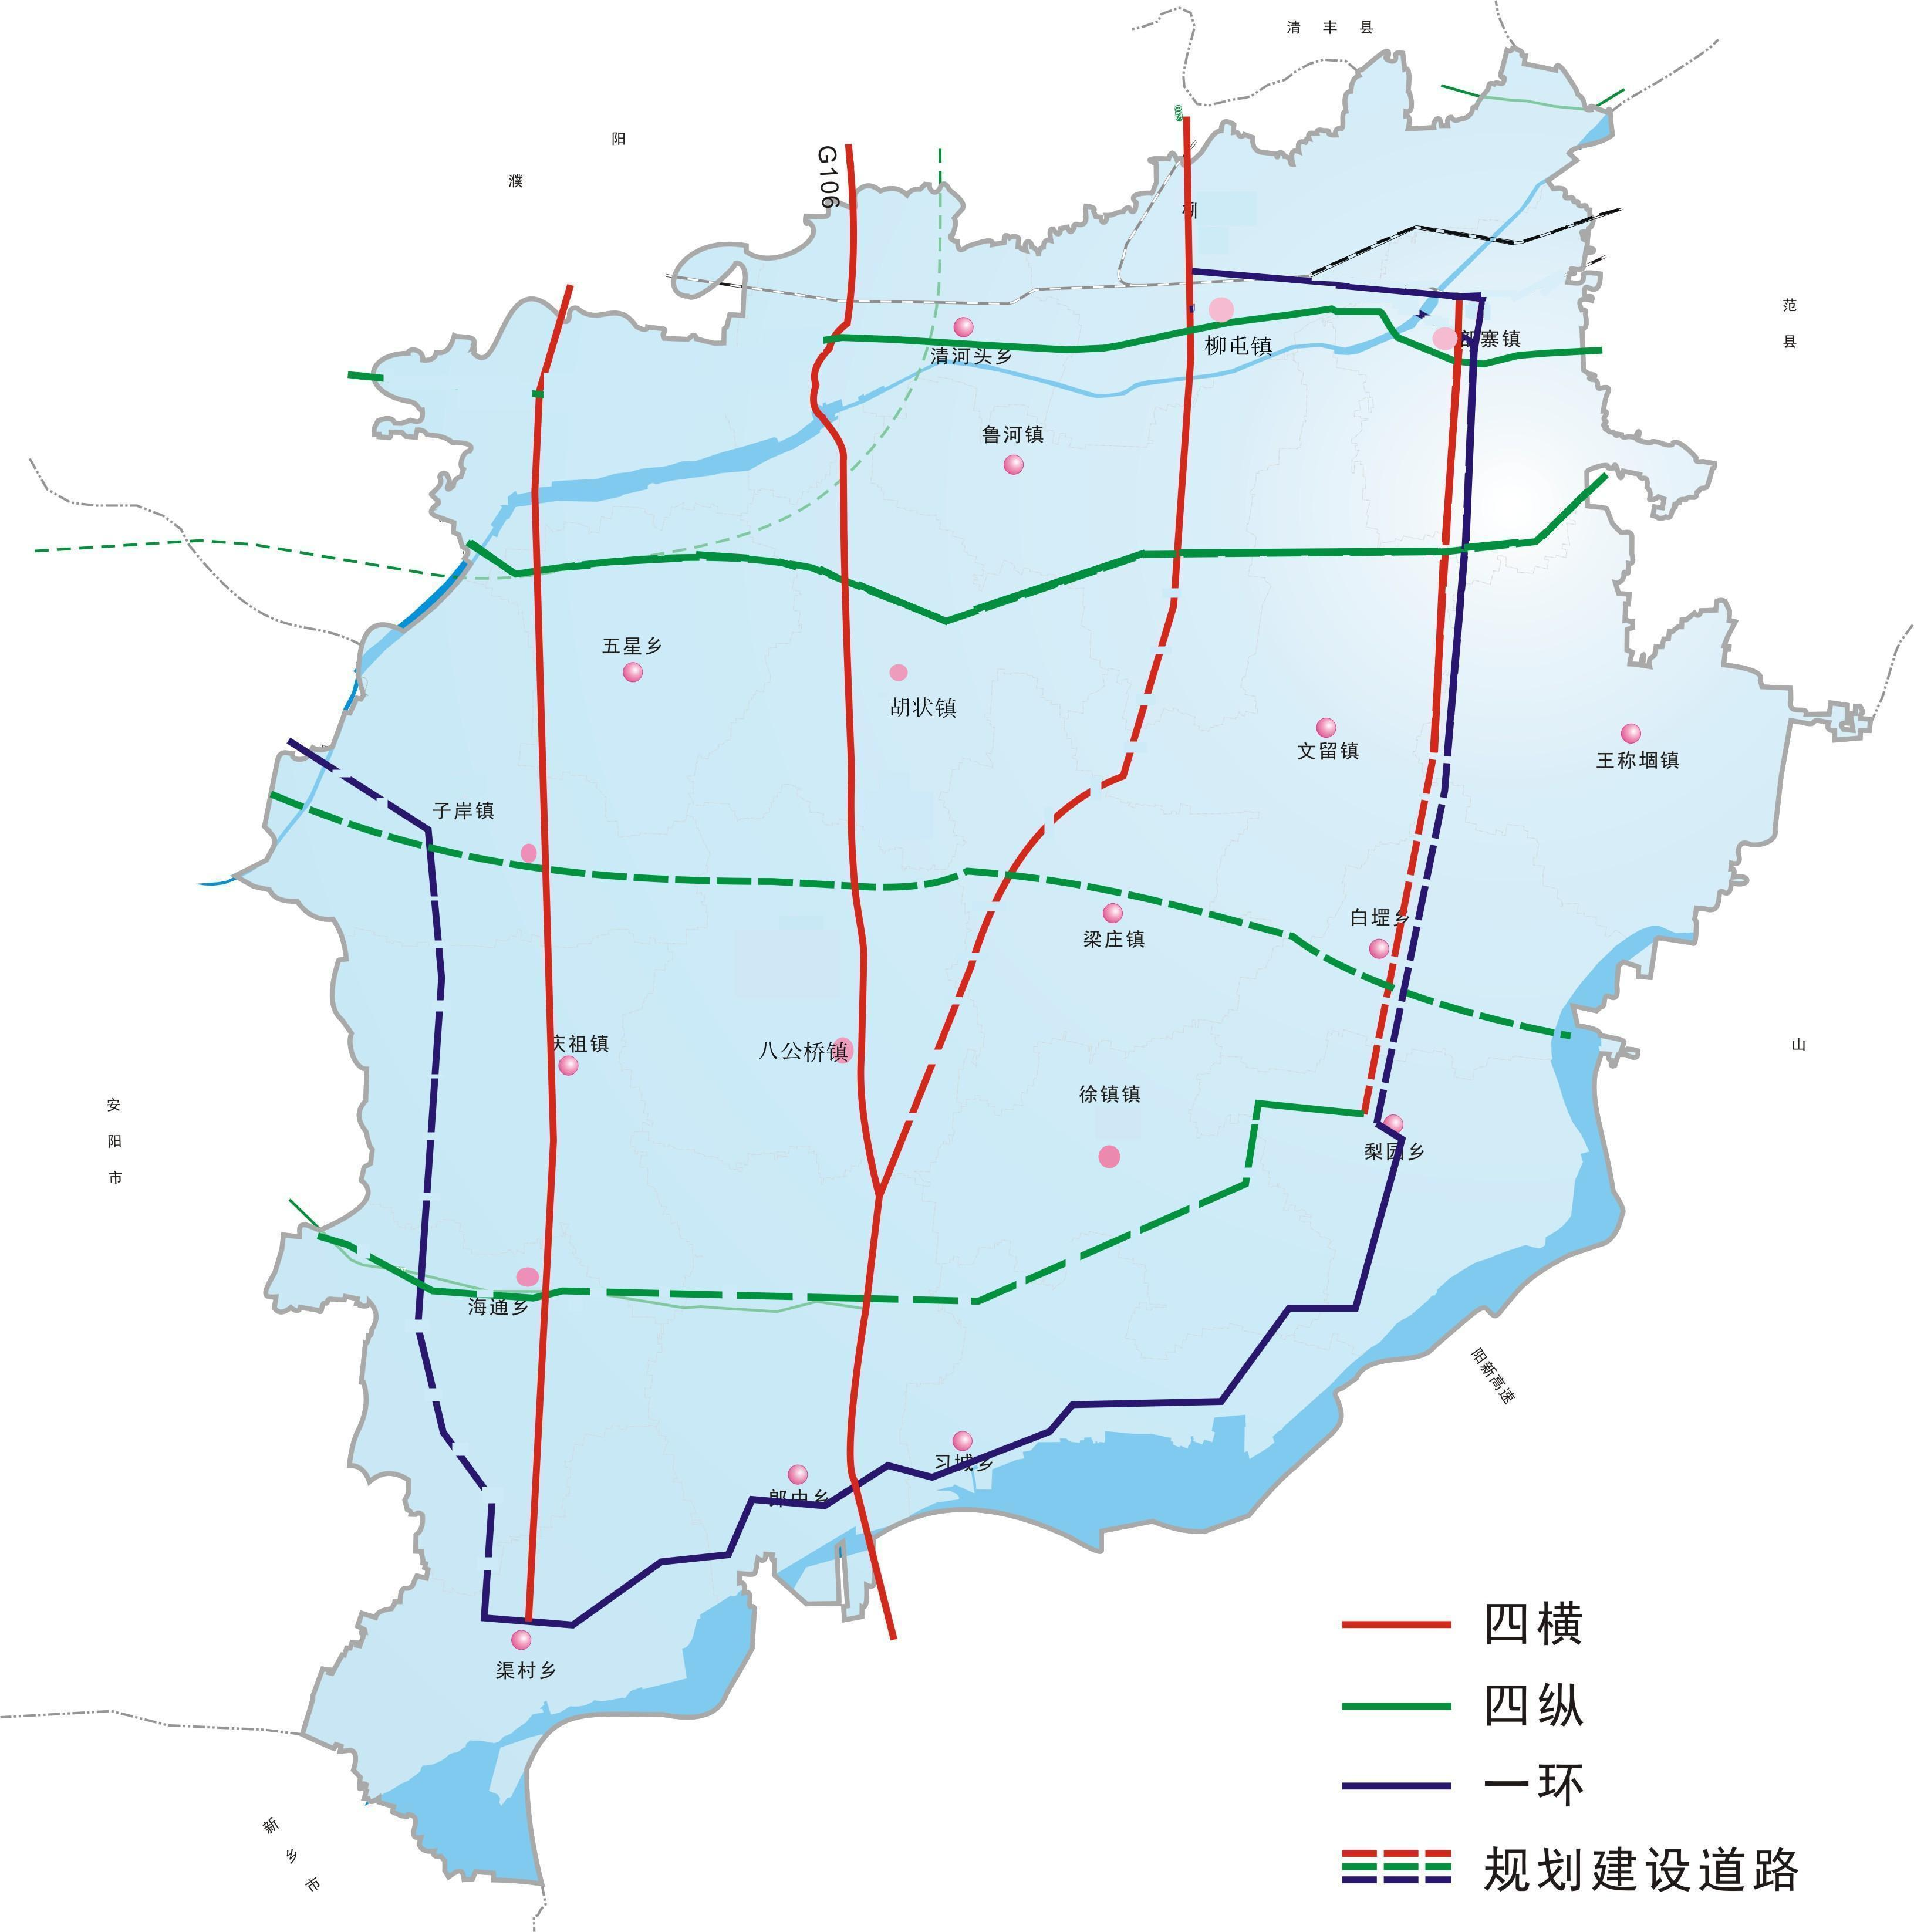 清 丰 县
阳
濮
G106
柳
范
县
清河头乡
柳屯镇
郎寨镇
鲁河镇
五星乡
胡状镇
文留镇
王称堌镇
子岸镇
白堽乡
梁庄镇
庆祖镇
八公桥镇
山
徐镇镇
安
阳
市
梨园乡
海通乡
阳新高速
习城乡
郎中乡
渠村乡
四横
四纵
一环
规划建设道路
新
乡
市